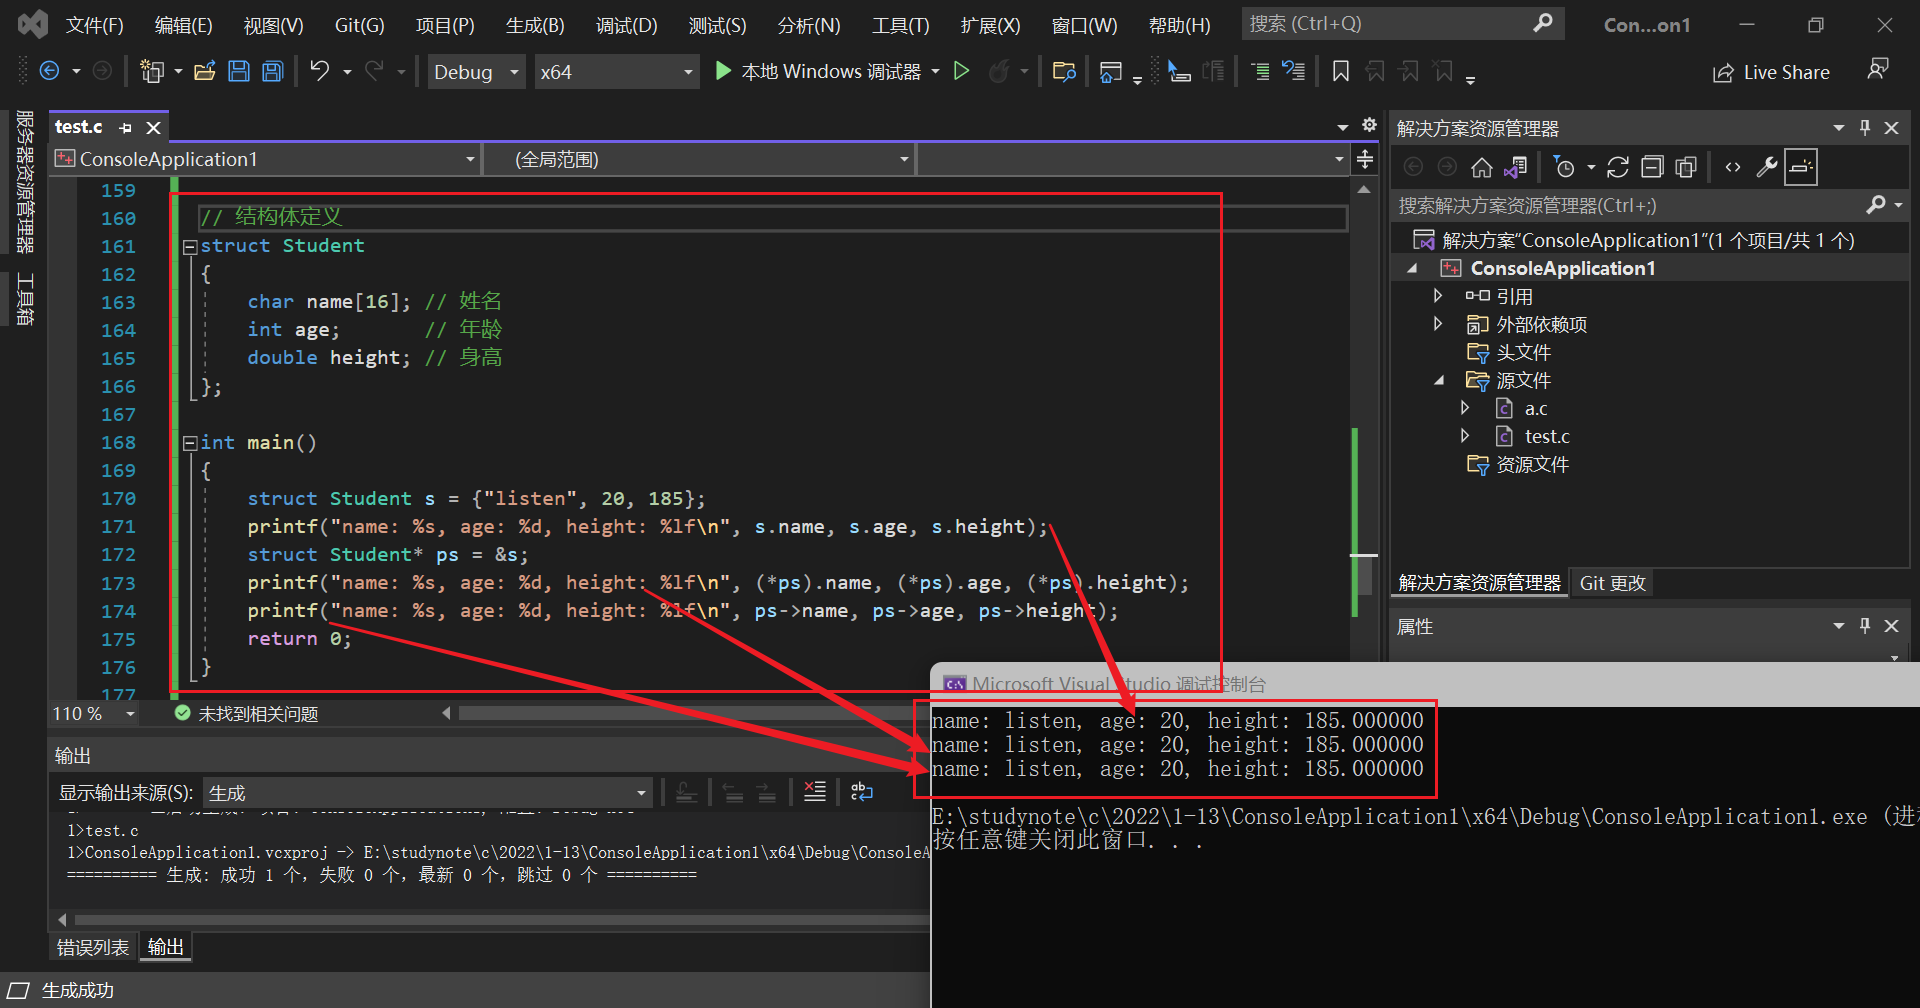 文件(F) 编辑(E) 视图(V) Git(G) 项目(P) 生成(B) 调试(D) 测试(S) 分析(N) 工具(T) 扩展(X) 窗口(W) 帮助(H) 搜索 (Ctrl+Q) Con...on1
Debug x64 本地 Windows 调试器 Live Share
服务器资源管理器
工具箱
test.c
ConsoleApplication1 (全局范围)
159
160 // 结构体定义
161 struct Student
162 {
163 char name[16]; // 姓名
164 int age; // 年龄
165 double height; // 身高
166 };
167
168 int main()
169 {
170 struct Student s = {"listen", 20, 185};
171 printf("name: %s, age: %d, height: %lf\n", s.name, s.age, s.height);
172 struct Student* ps = &s;
173 printf("name: %s, age: %d, height: %lf\n", (*ps).name, (*ps).age, (*ps).height);
174 printf("name: %s, age: %d, height: %lf\n", ps->name, ps->age, ps->height);
175 return 0;
176 }
177
110 % 未找到相关问题
输出
显示输出来源(S): 生成
1>test.c
1>ConsoleApplication1.vcxproj -> E:\studynote\c\2022\1-13\ConsoleApplication1\x64\Debug\ConsoleA
========== 生成: 成功 1 个，失败 0 个，最新 0 个，跳过 0 个 ==========
错误列表 输出
生成成功
解决方案资源管理器
搜索解决方案资源管理器(Ctrl+;)
解决方案“ConsoleApplication1”(1 个项目/共 1 个)
ConsoleApplication1
引用
外部依赖项
头文件
源文件
a.c
test.c
资源文件
解决方案资源管理器 Git 更改
属性
Microsoft Visual Studio 调试控制台
name: listen, age: 20, height: 185.000000
name: listen, age: 20, height: 185.000000
name: listen, age: 20, height: 185.000000
E:\studynote\c\2022\1-13\ConsoleApplication1\x64\Debug\ConsoleApplication1.exe (进
按任意键关闭此窗口. . .